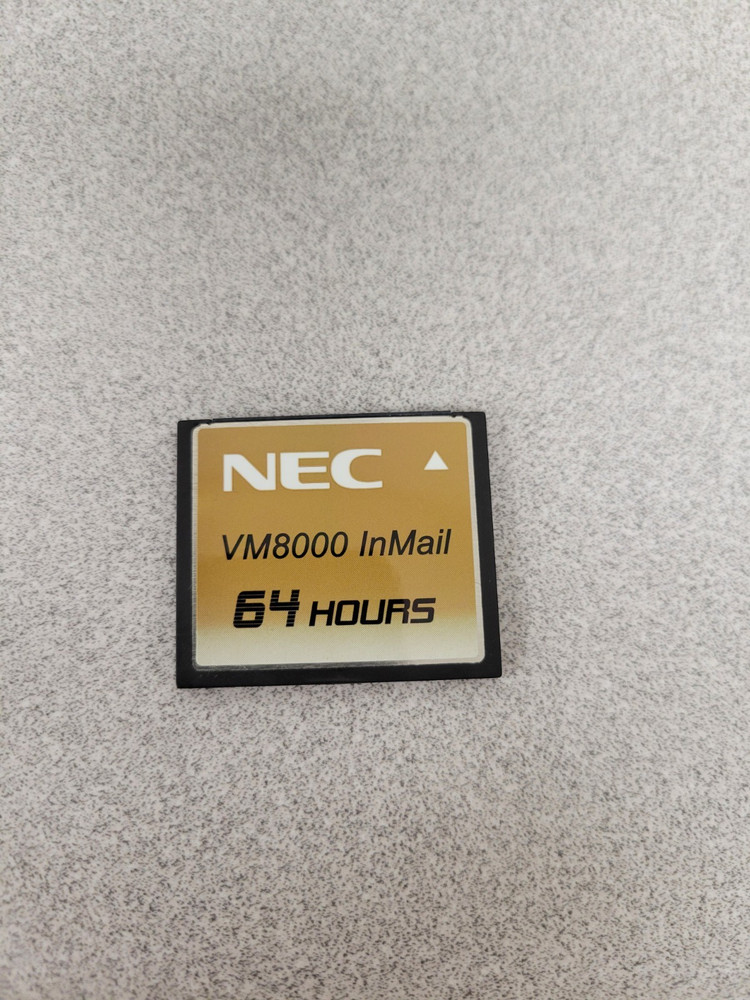 NEC
VM8000 InMail
64 HOURS